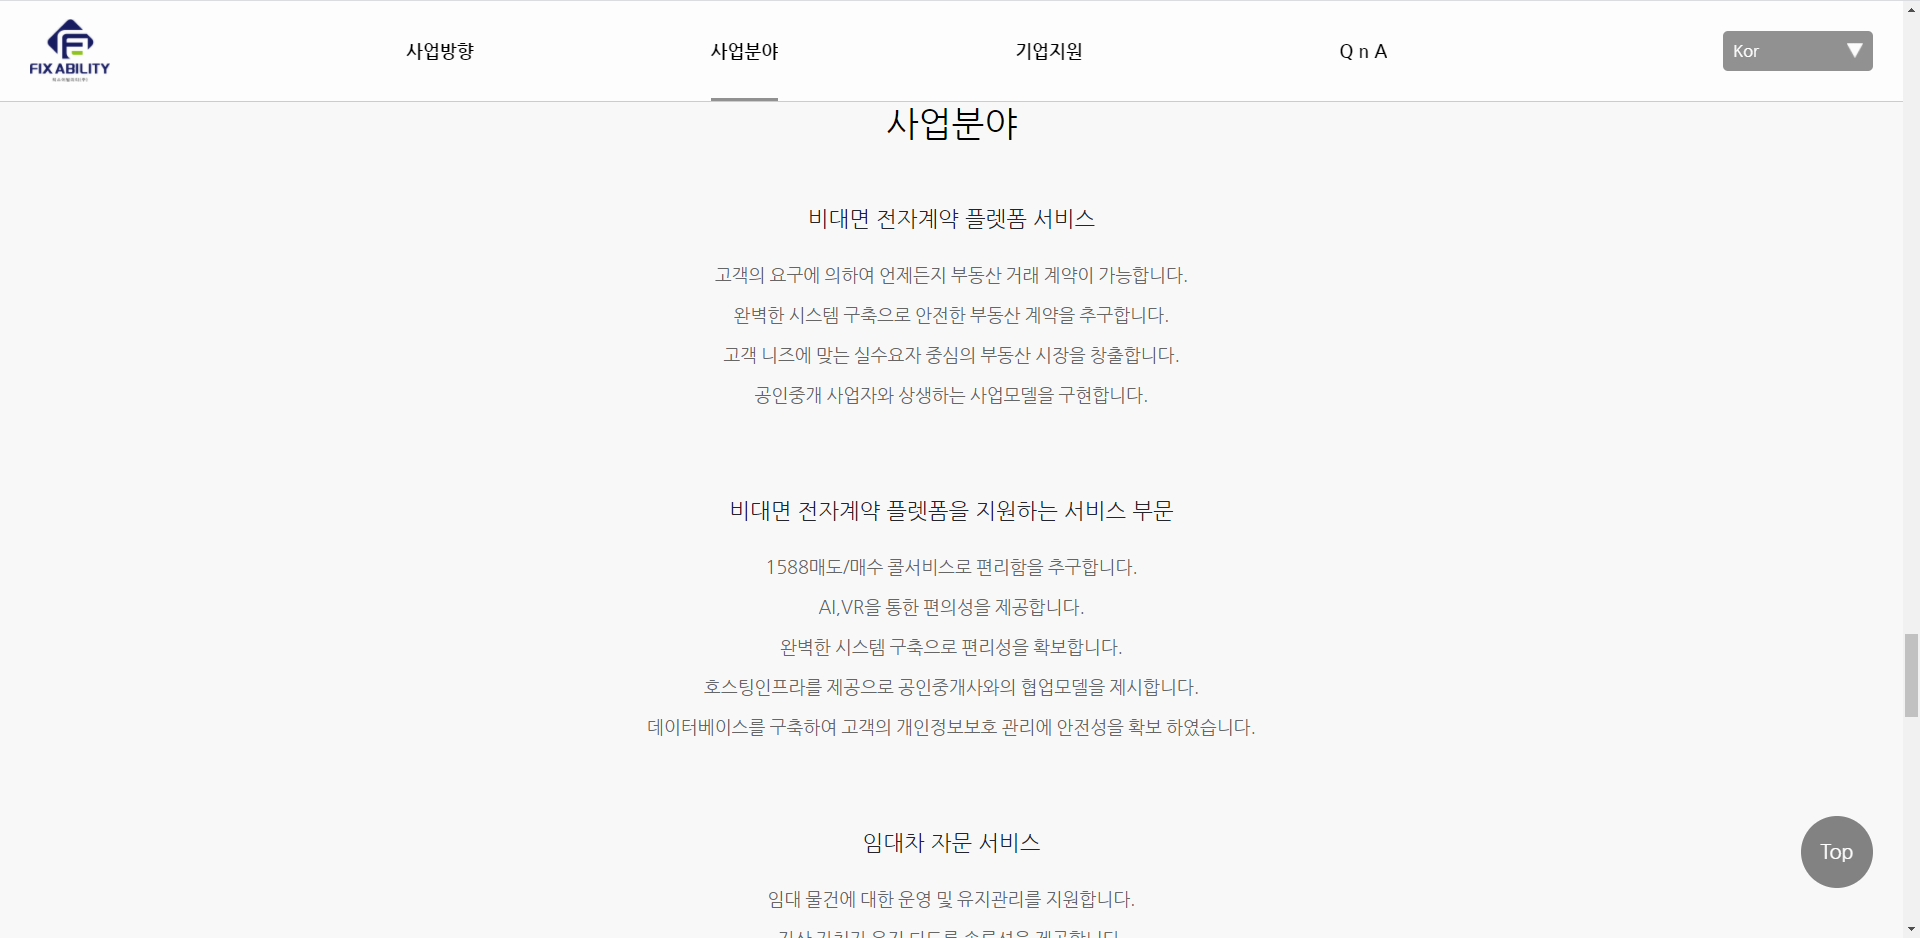 FIX ABILITY
사업방향
사업분야
기업지원
Q n A
Kor
사업분야
비대면 전자계약 플렛폼 서비스
고객의 요구에 의하여 언제든지 부동산 거래 계약이 가능합니다.
완벽한 시스템 구축으로 안전한 부동산 계약을 추구합니다.
고객 니즈에 맞는 실수요자 중심의 부동산 시장을 창출합니다.
공인중개 사업자와 상생하는 사업모델을 구현합니다.
비대면 전자계약 플렛폼을 지원하는 서비스 부문
1588매도/매수 콜서비스로 편리함을 추구합니다.
AI,VR을 통한 편의성을 제공합니다.
완벽한 시스템 구축으로 편리성을 확보합니다.
호스팅인프라를 제공으로 공인중개사와의 협업모델을 제시합니다.
데이터베이스를 구축하여 고객의 개인정보보호 관리에 안전성을 확보 하였습니다.
임대차 자문 서비스
Top
임대 물건에 대한 운영 및 유지관리를 지원합니다.